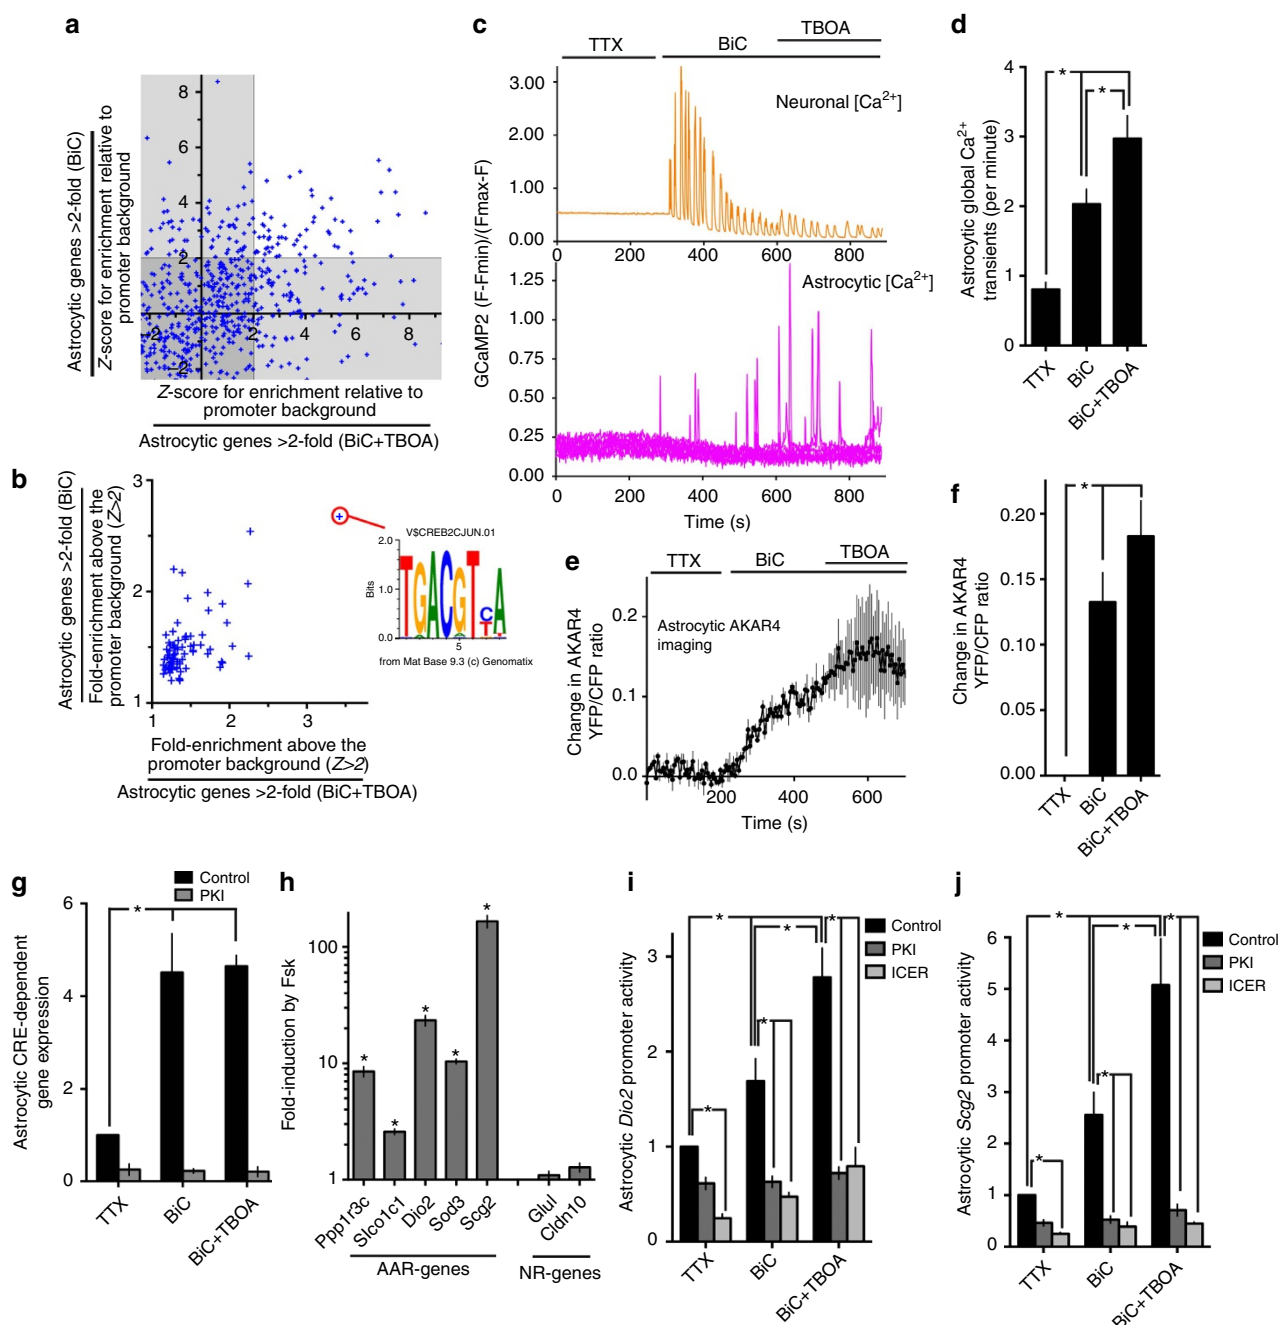 a
Astrocytic genes >2-fold (BiC)
Z-score for enrichment relative to
promoter background
8
6
4
2
-2
-2
2
4
6
8
Z-score for enrichment relative to
promoter background
Astrocytic genes >2-fold (BiC+TBOA)
b
Astrocytic genes >2-fold (BiC)
Fold-enrichment above the
promoter background (Z>2)
3
2
1
1
2
3
V$CREB2CJUN.01
Bits
2.0
1.0
0.0
TGACGTCA
T
5
from Mat Base 9.3 (c) Genomatix
Fold-enrichment above the
promoter background (Z>2)
Astrocytic genes >2-fold (BiC+TBOA)
c
TTX
BiC
TBOA
GCaMP2 (F-Fmin)/(Fmax-F)
3.00
2.00
1.00
0.00
Neuronal [Ca2+]
0
200
400
600
800
1.25
1.00
0.75
0.50
0.25
0.00
Astrocytic [Ca2+]
0
200
400
600
800
Time (s)
d
Astrocytic global Ca2+
transients (per minute)
4
3
2
1
0
*
*
TTX
BiC
BiC+TBOA
e
TTX
BiC
TBOA
Change in AKAR4
YFP/CFP ratio
0.2
0.1
0.0
Astrocytic AKAR4
imaging
200
400
600
Time (s)
f
Change in AKAR4
YFP/CFP ratio
0.20
0.15
0.10
0.05
0.00
*
TTX
BiC
BiC+TBOA
g
Control
PKI
Astrocytic CRE-dependent
gene expression
6
4
2
0
*
TTX
BiC
BiC+TBOA
h
Fold-induction by Fsk
100
10
1
*
*
*
*
*
Ppp1r3c
Slco1c1
Dio2
Sod3
Scg2
Glul
Cldn10
AAR-genes
NR-genes
i
Astrocytic Dio2 promoter activity
3
2
1
0
*
*
*
*
*
Control
PKI
ICER
TTX
BiC
BiC+TBOA
j
Astrocytic Scg2 promoter activity
6
5
4
3
2
1
0
*
*
*
*
*
Control
PKI
ICER
TTX
BiC
BiC+TBOA